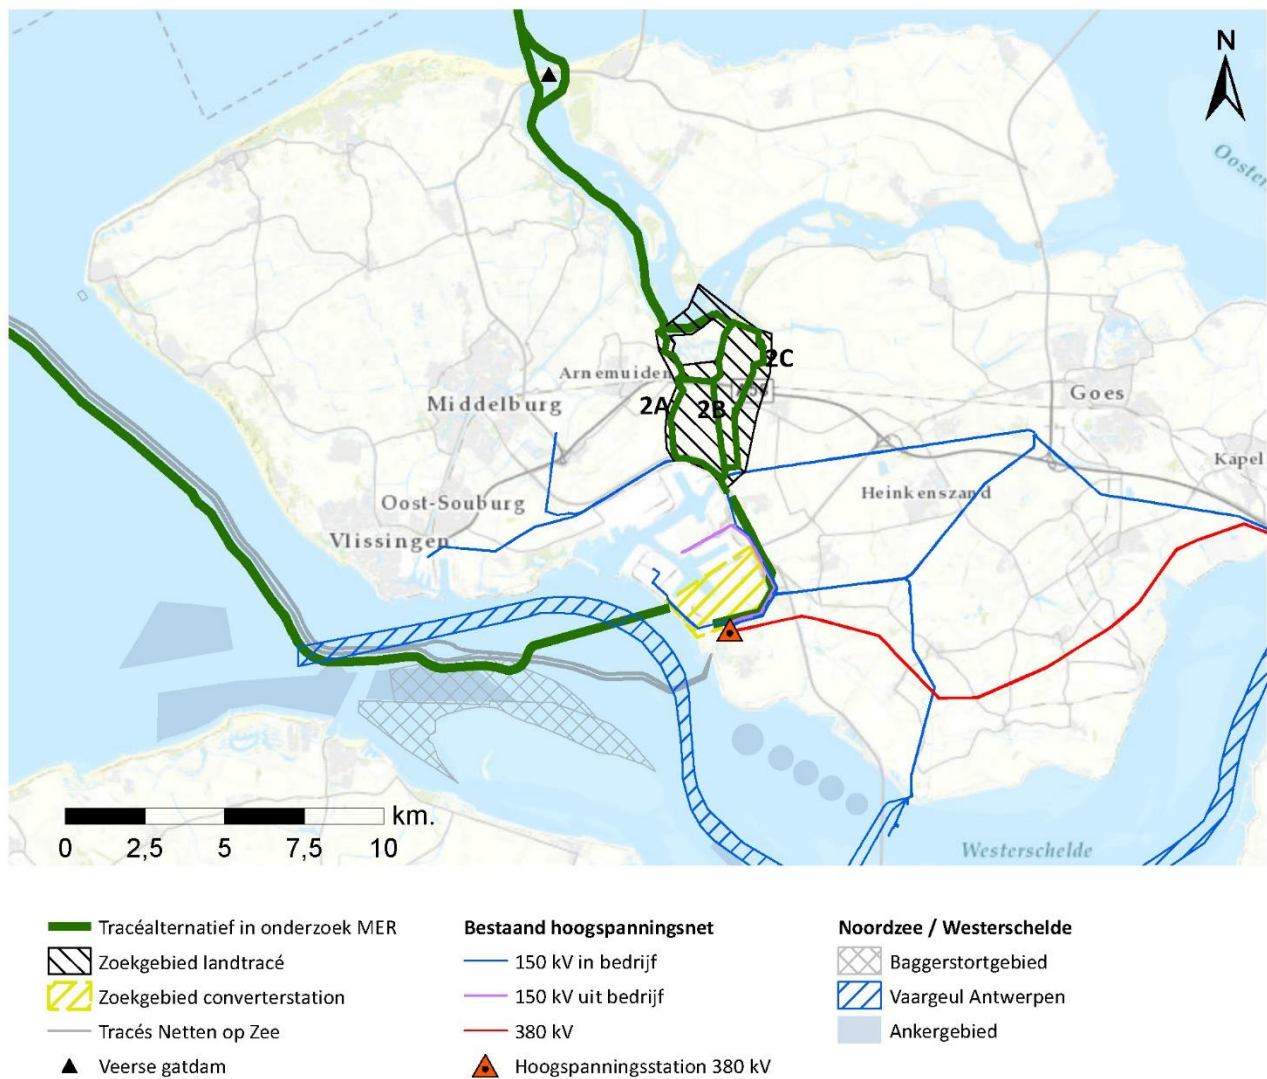 N
Ooster
Arnemuiden
2C
2A
2B
Middelburg
Goes
Kapel
Heinkenszand
Oost-Souburg
Vlissingen
km.
0 2,5 5 7,5 10
Westerschelde
Tracéalternatief in onderzoek MER
Zoekgebied landtracé
Zoekgebied converterstation
Tracés Netten op Zee
Veerse gatdam
Bestaand hoogspanningsnet
150 kV in bedrijf
150 kV uit bedrijf
380 kV
Hoogspanningsstation 380 kV
Noordzee / Westerschelde
Baggerstortgebied
Vaargeul Antwerpen
Ankergebied